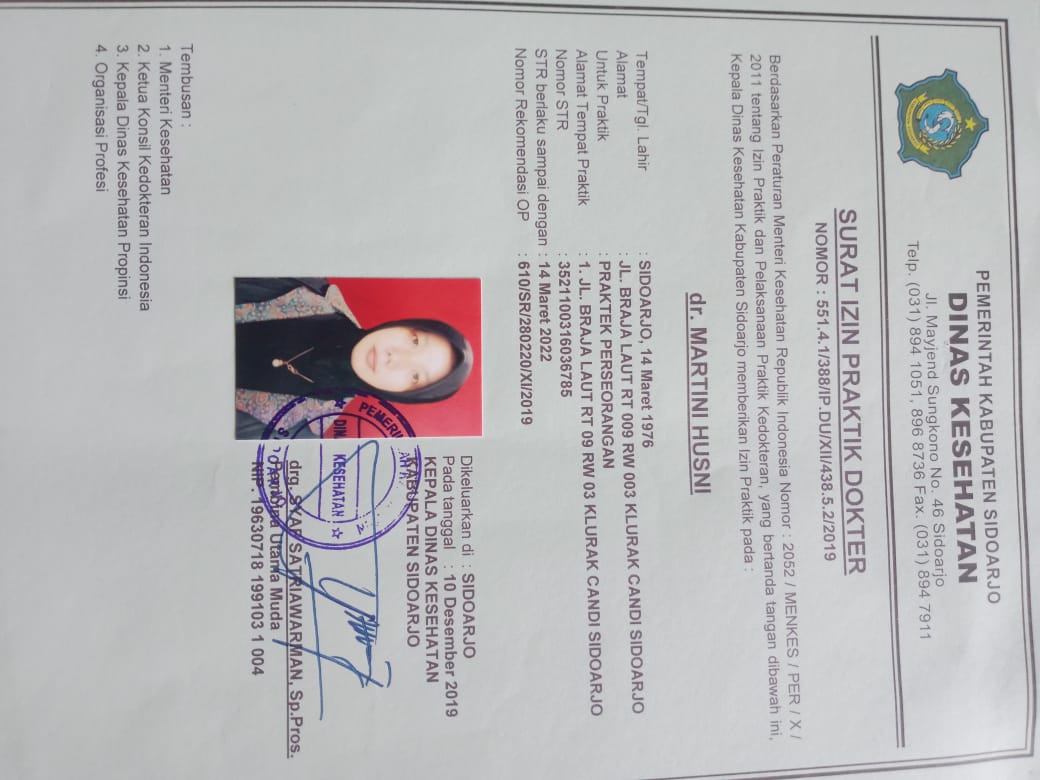 PEMERINTAH KABUPATEN SIDOARJO
DINAS KESEHATAN
Jl. Mayjend Sungkono No. 46 Sidoarjo
Telp. (031) 894 1051, 896 8736 Fax. (031) 894 7911
SURAT IZIN PRAKTIK DOKTER
NOMOR : 551.4.1/388/IP.DU/XII/438.5.2/2019
Berdasarkan Peraturan Menteri Kesehatan Republik Indonesia Nomor : 2052 / MENKES / PER / X /
2011 tentang Izin Praktik dan Pelaksanaan Praktik Kedokteran, yang bertanda tangan dibawah ini,
Kepala Dinas Kesehatan Kabupaten Sidoarjo memberikan Izin Praktik pada :
dr. MARTINI HUSNI
Tempat/Tgl. Lahir : SIDOARJO, 14 Maret 1976
Alamat : JL. BRAJA LAUT RT 009 RW 003 KLURAK CANDI SIDOARJO
Untuk Praktik : PRAKTEK PERSEORANGAN
Alamat Tempat Praktik : 1. JL. BRAJA LAUT RT 09 RW 03 KLURAK CANDI SIDOARJO
Nomor STR : 3521100316036785
STR berlaku sampai dengan : 14 Maret 2022
Nomor Rekomendasi OP : 610/SR/280220/XI/2019
Dikeluarkan di : SIDOARJO
Pada tanggal : 10 Desember 2019
KEPALA DINAS KESEHATAN
KABUPATEN SIDOARJO
KESEHATAN
drg. SYAF SATRIAWARMAN, Sp.Pros.
Pembina Utama Muda
NIP. 19630718 199103 1 004
Tembusan :
1. Menteri Kesehatan
2. Ketua Konsil Kedokteran Indonesia
3. Kepala Dinas Kesehatan Propinsi
4. Organisasi Profesi